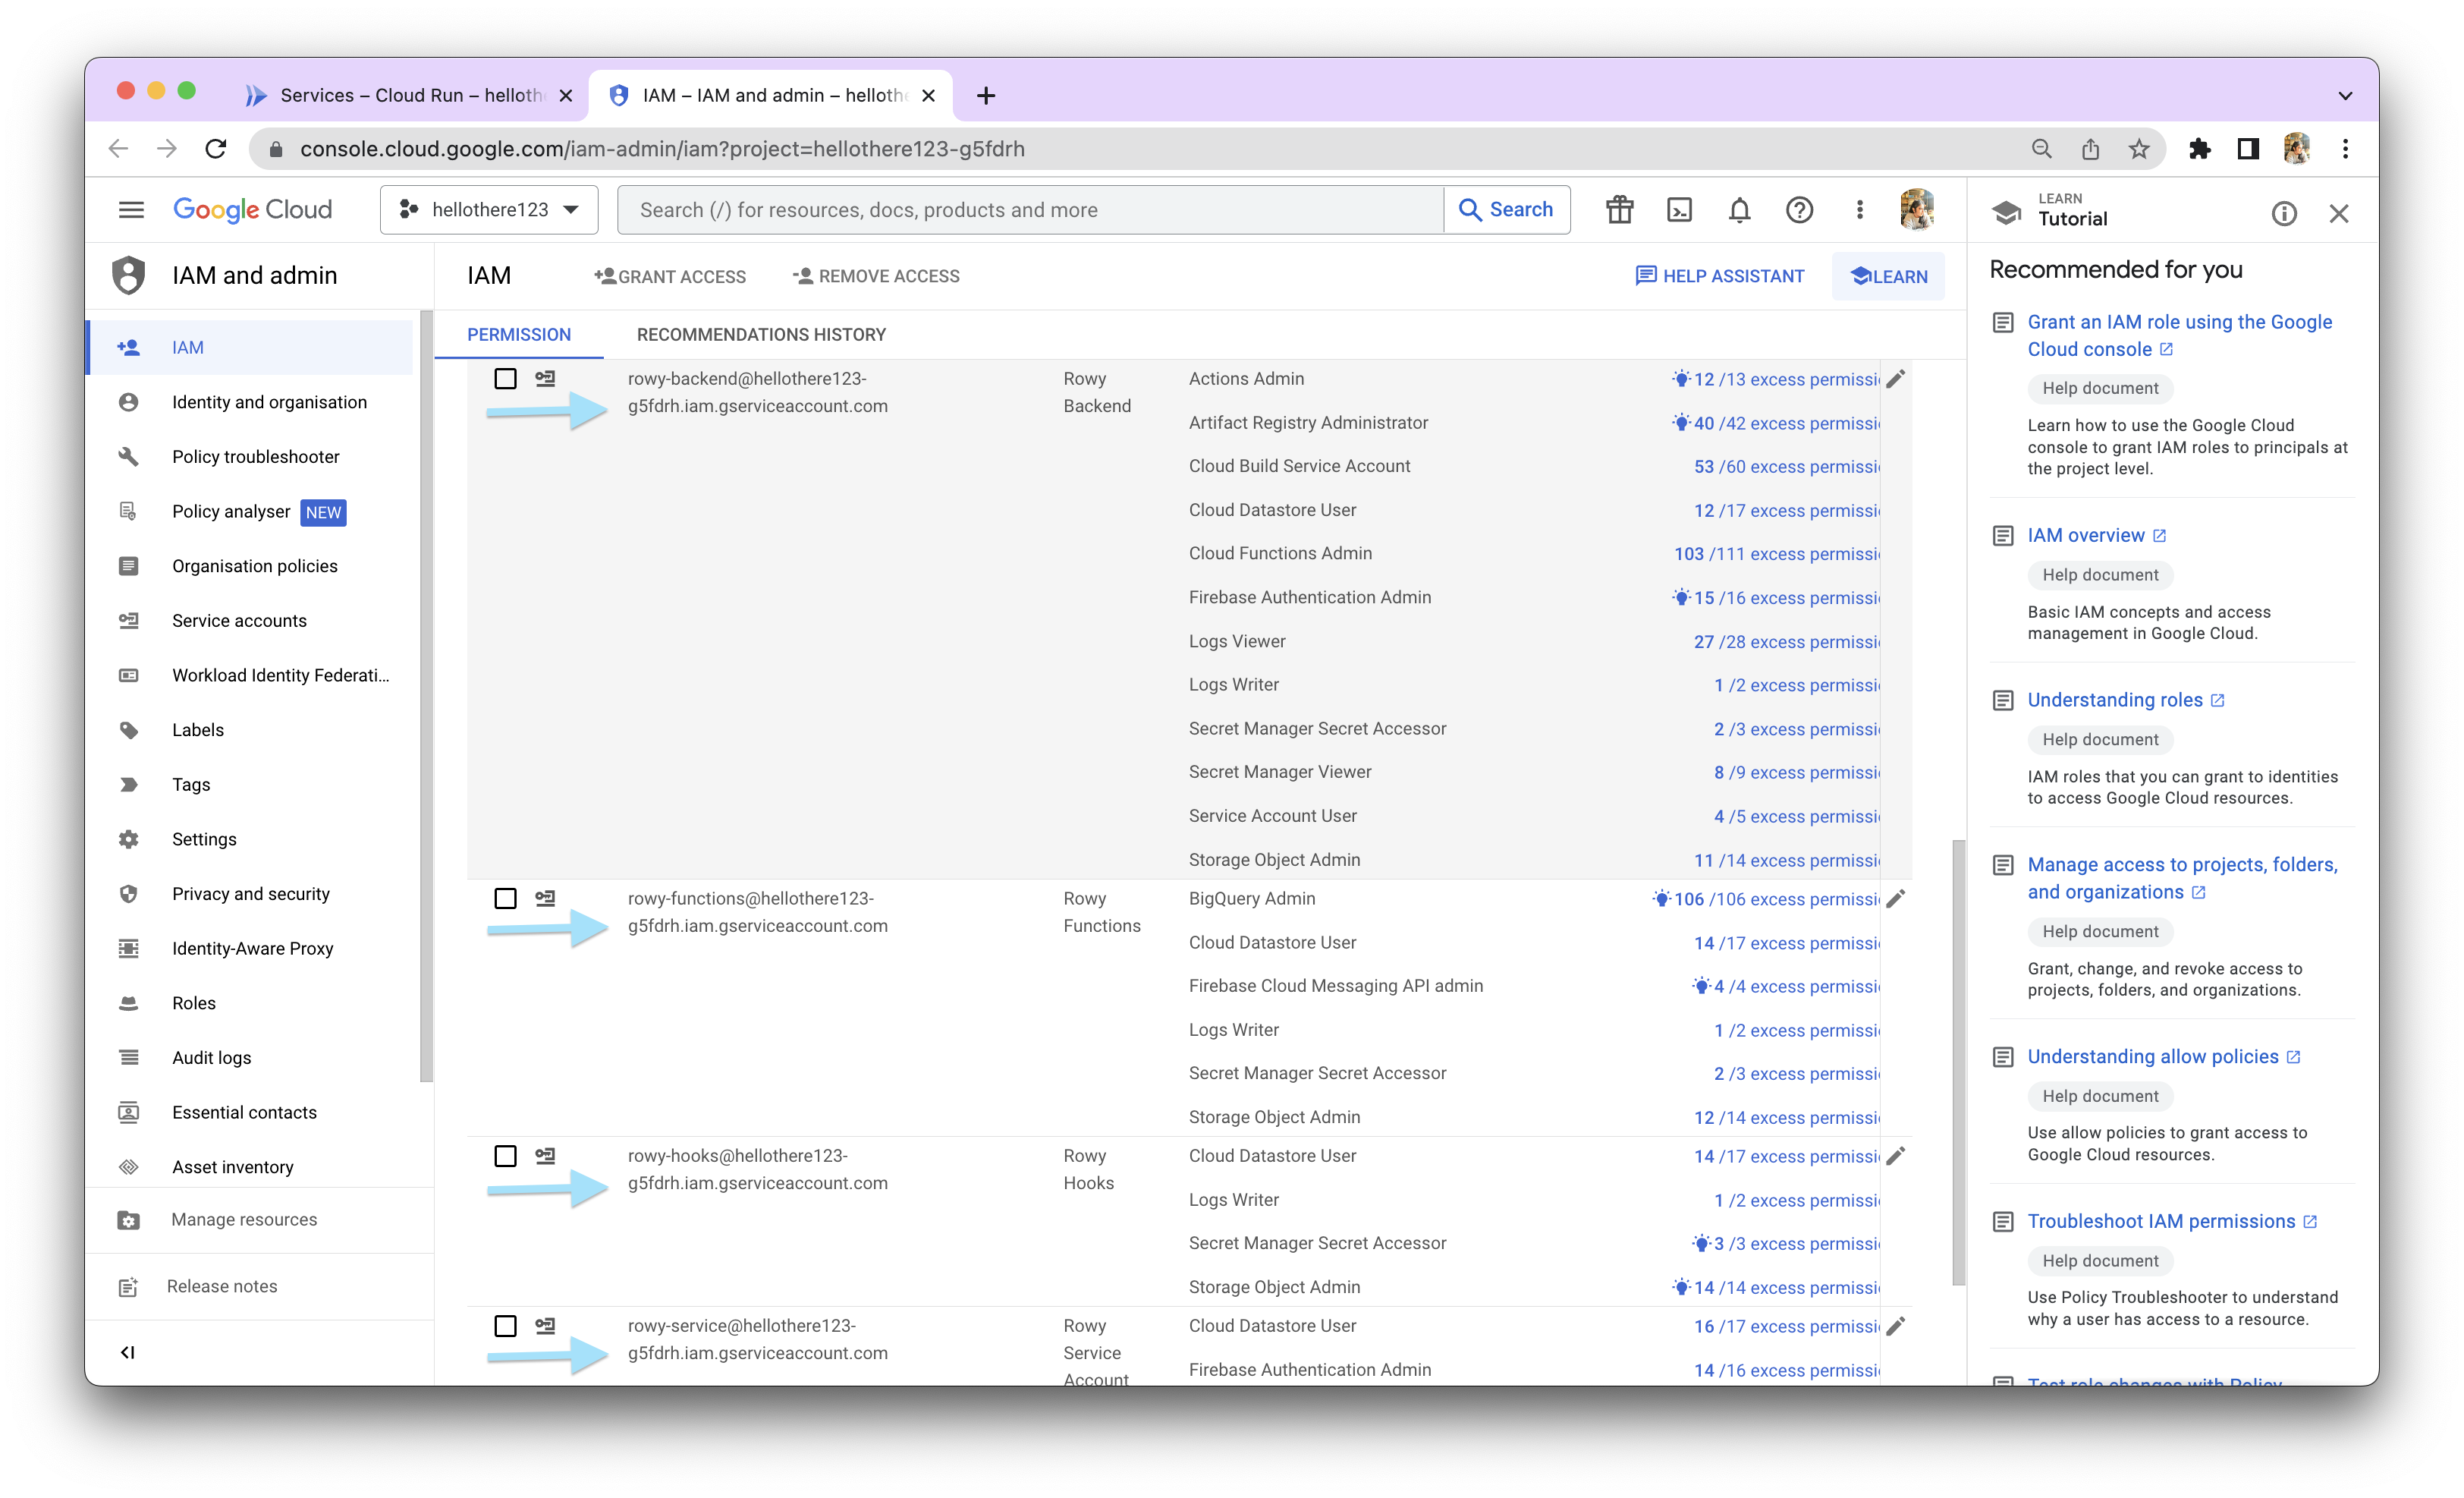 Services – Cloud Run – helloth
IAM – IAM and admin – hellothe
console.cloud.google.com/iam-admin/iam?project=hellothere123-g5fdrh
Google Cloud
hellothere123
Search (/) for resources, docs, products and more
Search
LEARN
Tutorial
IAM and admin
IAM
Identity and organisation
Policy troubleshooter
Policy analyser NEW
Organisation policies
Service accounts
Workload Identity Federati...
Labels
Tags
Settings
Privacy and security
Identity-Aware Proxy
Roles
Audit logs
Essential contacts
Asset inventory
Manage resources
Release notes
IAM
GRANT ACCESS
REMOVE ACCESS
HELP ASSISTANT
LEARN
PERMISSION
RECOMMENDATIONS HISTORY
rowy-backend@hellothere123-
g5fdrh.iam.gserviceaccount.com
Rowy
Backend
Actions Admin 12 /13 excess permissi
Artifact Registry Administrator 40 /42 excess permissi
Cloud Build Service Account 53 /60 excess permissi
Cloud Datastore User 12 /17 excess permissi
Cloud Functions Admin 103 /111 excess permissi
Firebase Authentication Admin 15 /16 excess permissi
Logs Viewer 27 /28 excess permissi
Logs Writer 1 /2 excess permissi
Secret Manager Secret Accessor 2 /3 excess permissi
Secret Manager Viewer 8 /9 excess permissi
Service Account User 4 /5 excess permissi
Storage Object Admin 11 /14 excess permissi
rowy-functions@hellothere123-
g5fdrh.iam.gserviceaccount.com
Rowy
Functions
BigQuery Admin 106 /106 excess permissi
Cloud Datastore User 14 /17 excess permissi
Firebase Cloud Messaging API admin 4 /4 excess permissi
Logs Writer 1 /2 excess permissi
Secret Manager Secret Accessor 2 /3 excess permissi
Storage Object Admin 12 /14 excess permissi
rowy-hooks@hellothere123-
g5fdrh.iam.gserviceaccount.com
Rowy
Hooks
Cloud Datastore User 14 /17 excess permissi
Logs Writer 1 /2 excess permissi
Secret Manager Secret Accessor 3 /3 excess permissi
Storage Object Admin 14 /14 excess permissi
rowy-service@hellothere123-
g5fdrh.iam.gserviceaccount.com
Rowy
Service
Account
Cloud Datastore User 16 /17 excess permissi
Firebase Authentication Admin 14 /16 excess permissi
Recommended for you
Grant an IAM role using the Google
Cloud console
Help document
Learn how to use the Google Cloud
console to grant IAM roles to principals at
the project level.
IAM overview
Help document
Basic IAM concepts and access
management in Google Cloud.
Understanding roles
Help document
IAM roles that you can grant to identities
to access Google Cloud resources.
Manage access to projects, folders,
and organizations
Help document
Grant, change, and revoke access to
projects, folders, and organizations.
Understanding allow policies
Help document
Use allow policies to grant access to
Google Cloud resources.
Troubleshoot IAM permissions
Help document
Use Policy Troubleshooter to understand
why a user has access to a resource.
Test role changes with Policy